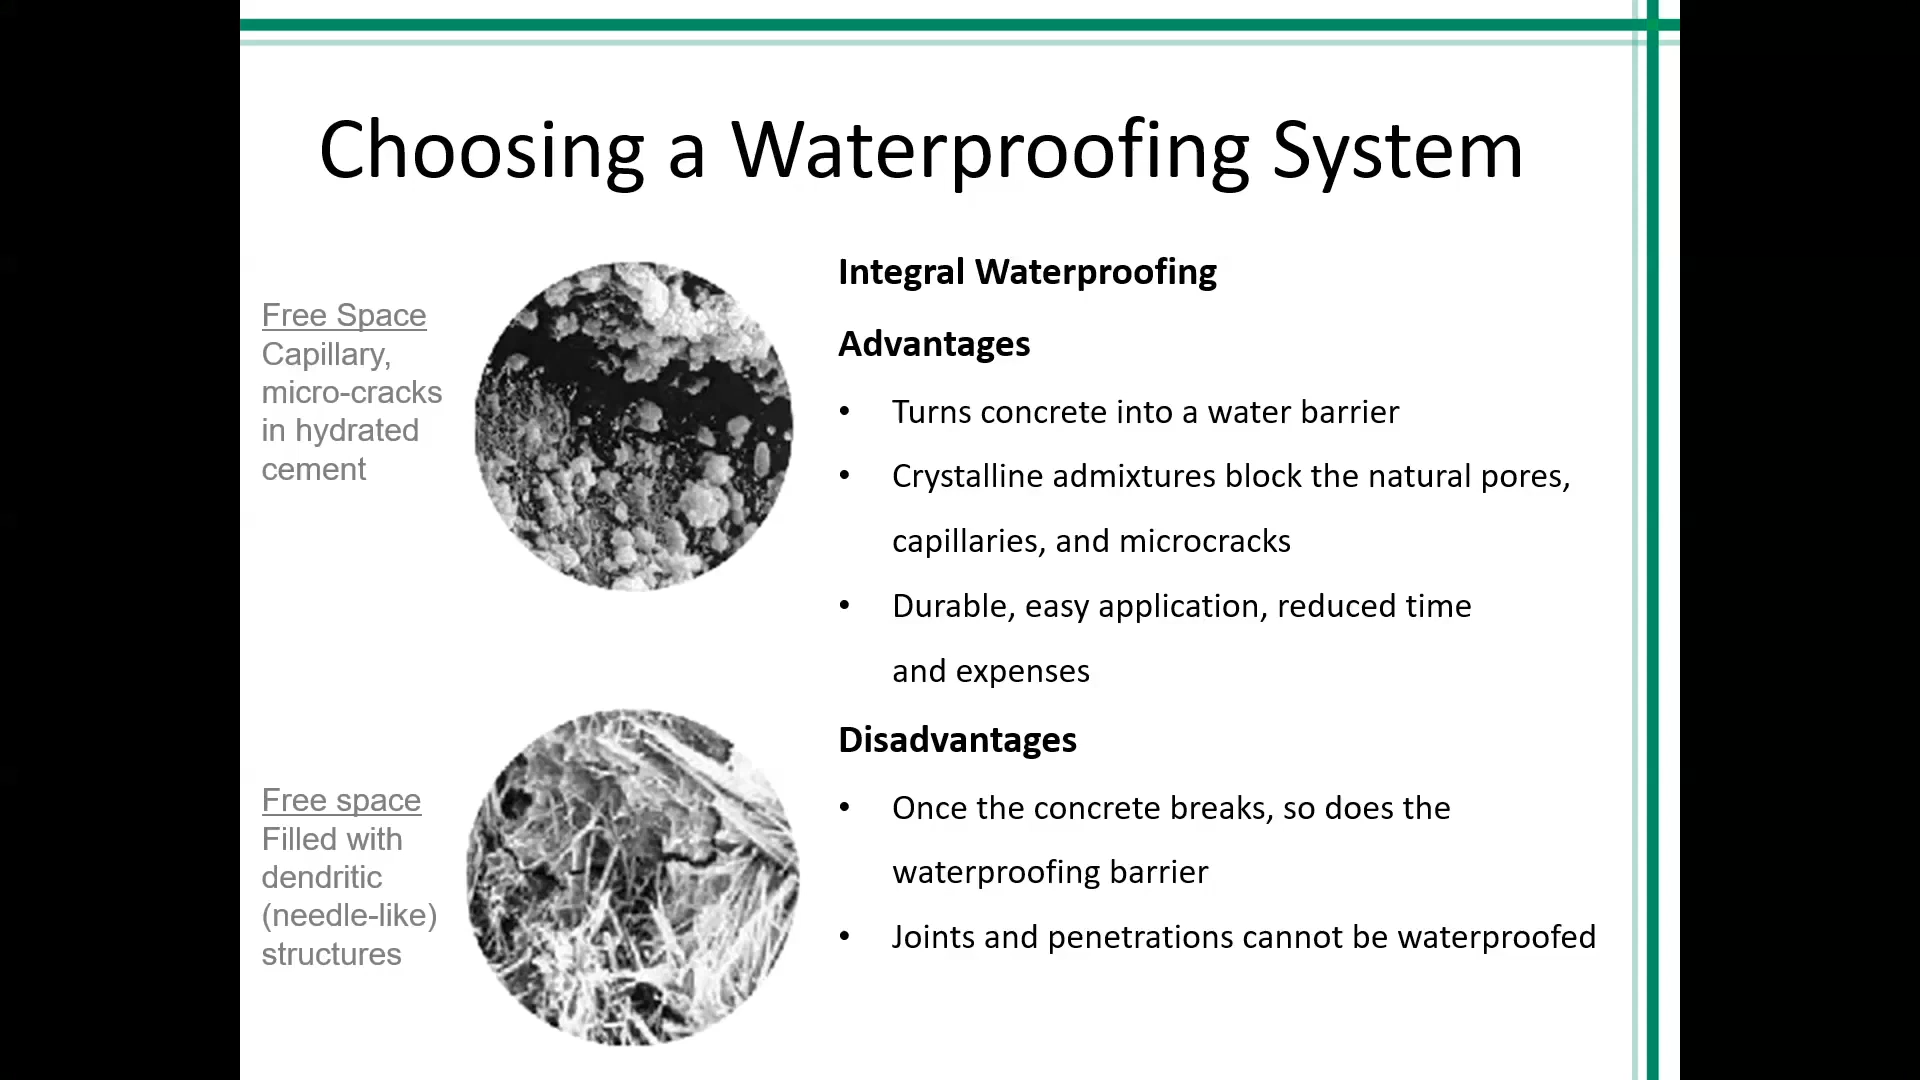 Choosing a Waterproofing System
Free Space
Capillary,
micro-cracks
in hydrated
cement
Free space
Filled with
dendritic
(needle-like)
structures
Integral Waterproofing
Advantages
• Turns concrete into a water barrier
• Crystalline admixtures block the natural pores,
capillaries, and microcracks
• Durable, easy application, reduced time
and expenses
Disadvantages
• Once the concrete breaks, so does the
waterproofing barrier
• Joints and penetrations cannot be waterproofed